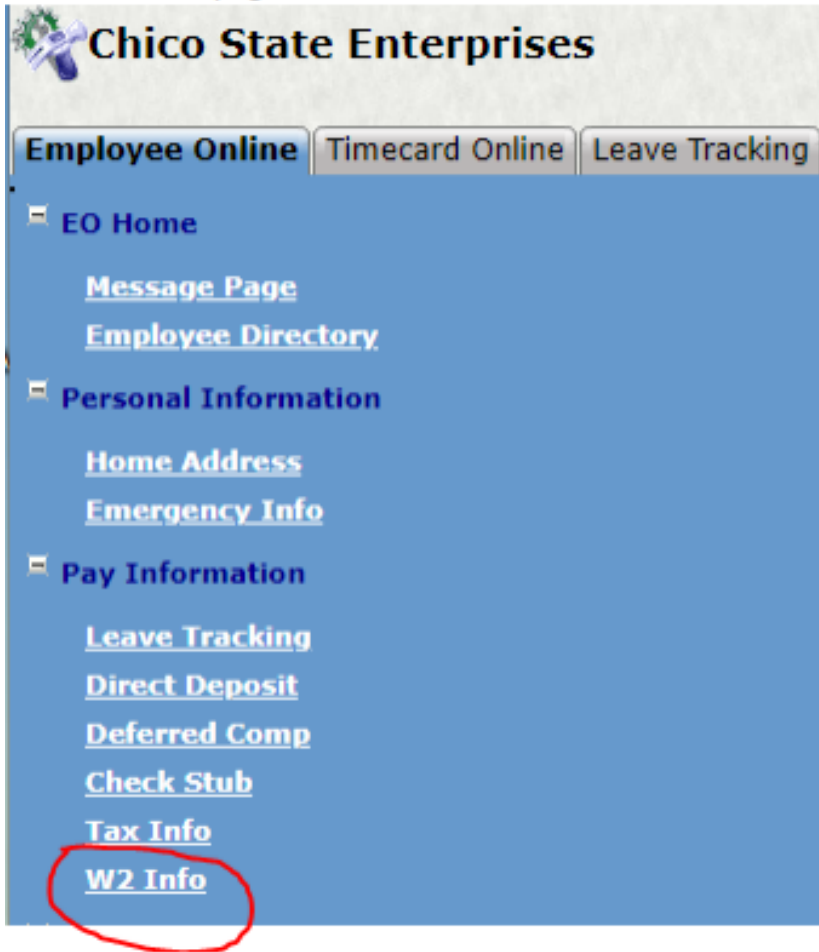 Chico State Enterprises
Employee Online Timecard Online Leave Tracking
EO Home
Message Page
Employee Directory
Personal Information
Home Address
Emergency Info
Pay Information
Leave Tracking
Direct Deposit
Deferred Comp
Check Stub
Tax Info
W2 Info